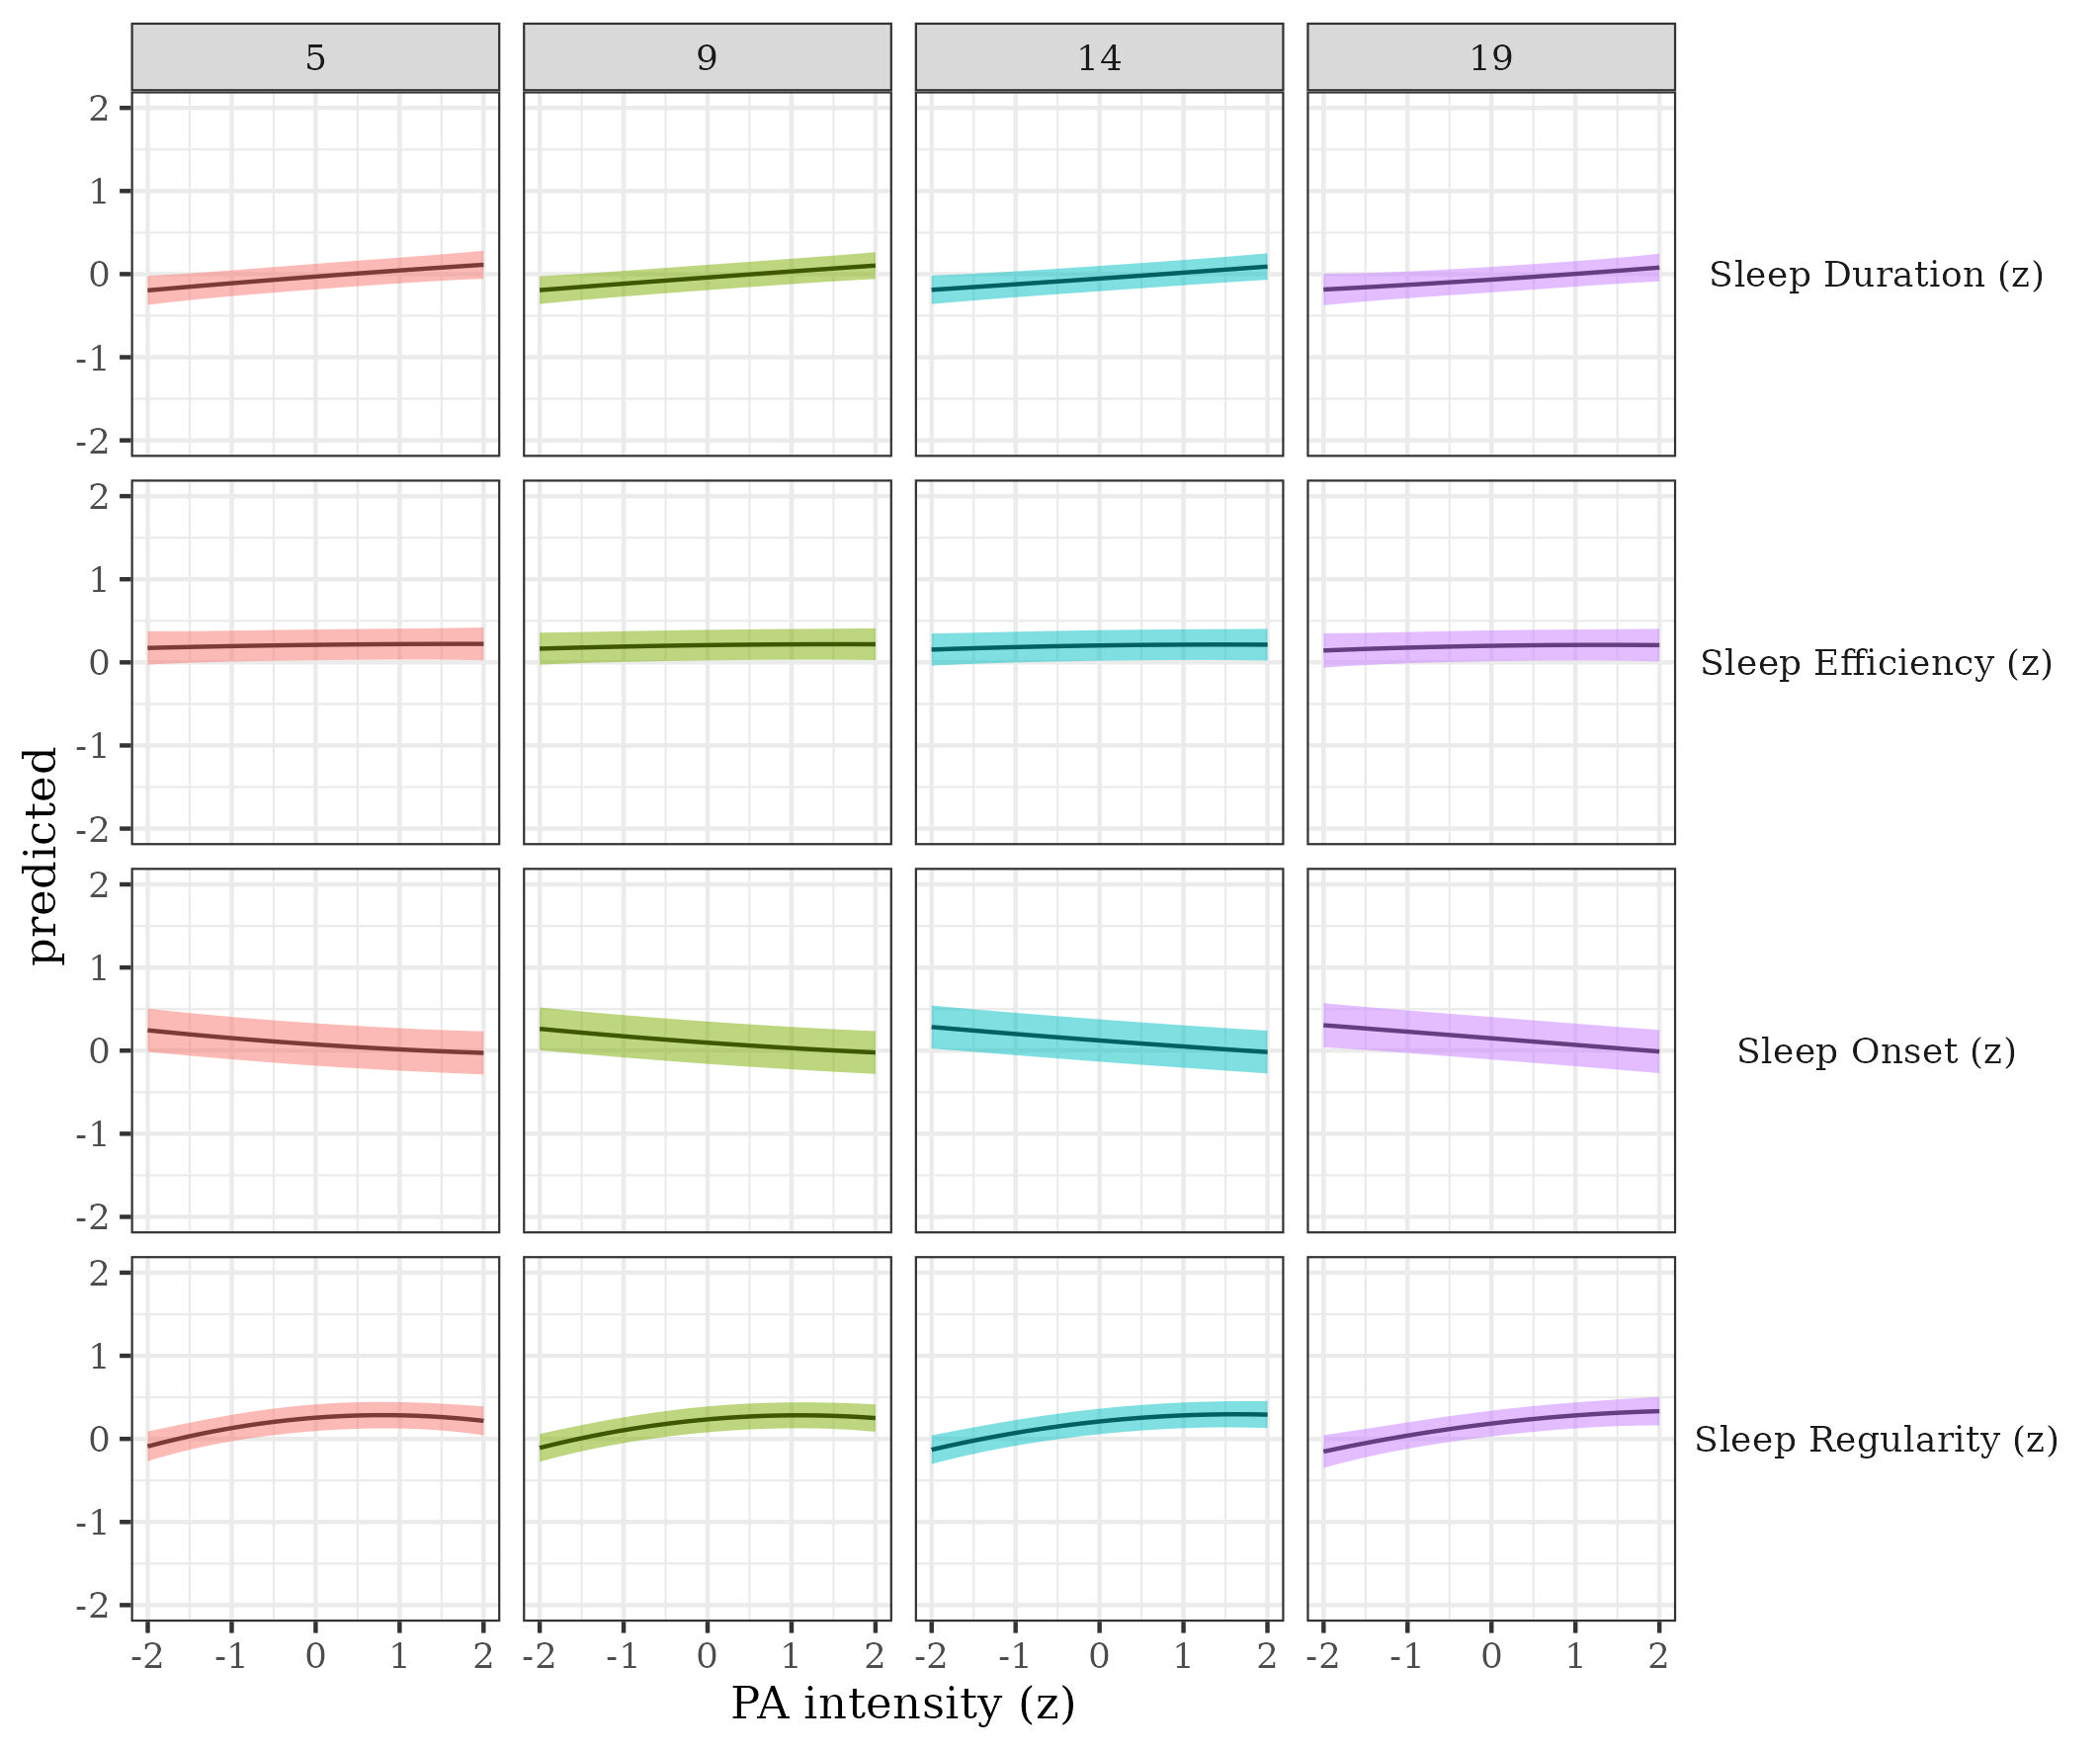 5 9 14 19
2
1
0
-1
-2
Sleep Duration (z)
2
1
0
-1
-2
Sleep Efficiency (z)
predicted
2
1
0
-1
-2
Sleep Onset (z)
2
1
0
-1
-2
Sleep Regularity (z)
-2 -1 0 1 2 -2 -1 0 1 2 -2 -1 0 1 2 -2 -1 0 1 2
PA intensity (z)